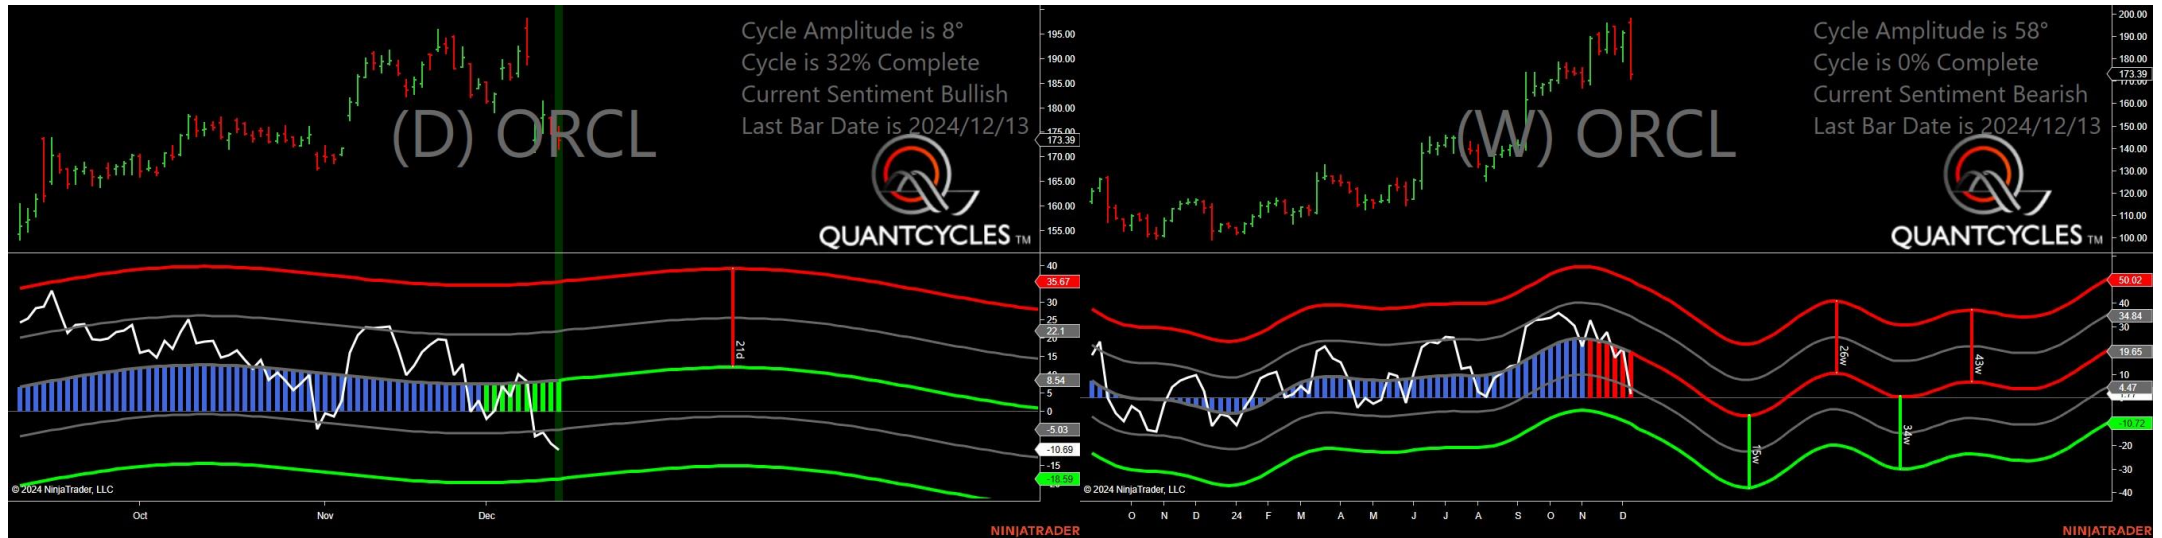 Cycle Amplitude is 8°
Cycle is 32% Complete
Current Sentiment Bullish
Last Bar Date is 2024/12/13
(D) ORCL
QUANTCYCLES TM
195.00
190.00
185.00
180.00
175.00
173.39
170.00
165.00
160.00
155.00
40
35.67
30
25
22.1
20
15
10
8.54
5
0
-5.03
-10.69
-15
-18.59
21d
© 2024 NinjaTrader, LLC
Oct Nov Dec
NINJATRADER
Cycle Amplitude is 58°
Cycle is 0% Complete
Current Sentiment Bearish
Last Bar Date is 2024/12/13
(W) ORCL
QUANTCYCLES TM
200.00
190.00
180.00
173.39
170.00
160.00
150.00
140.00
130.00
120.00
110.00
100.00
50.02
40
34.84
30
19.65
10
4.47
-10.72
-20
-30
-40
15w
26w
34w
43w
© 2024 NinjaTrader, LLC
O N D 24 F M A M J J A S O N D
NINJATRADER